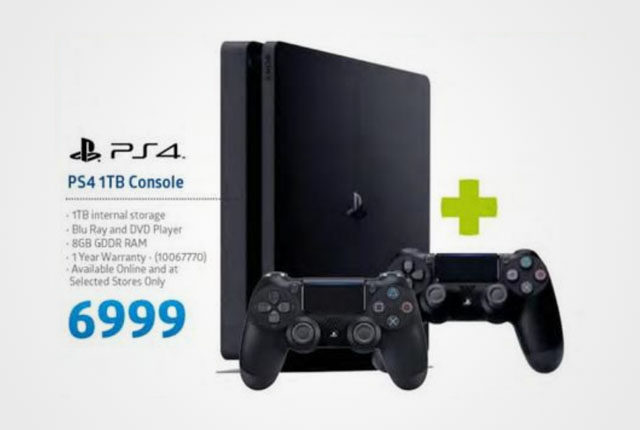 PS4.
PS4 1TB Console
· 1TB internal storage
· Blu Ray and DVD Player
· 8GB GDDR RAM
· 1 Year Warranty · (10067770)
· Available Online and at
Selected Stores Only
6999
SONY